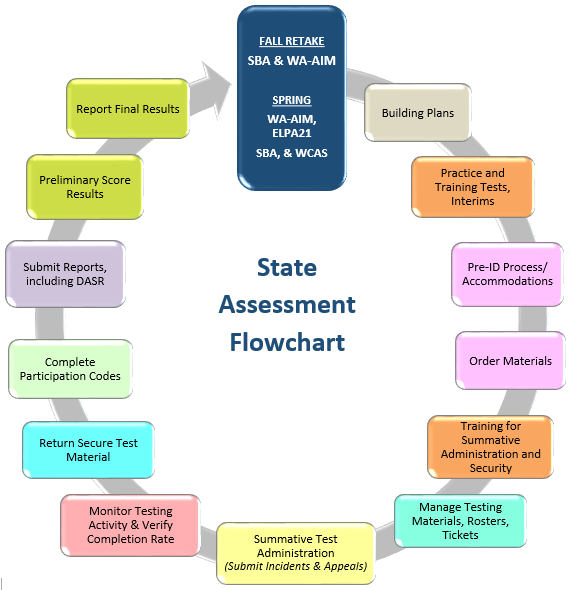 FALL RETAKE
SBA & WA-AIM
SPRING
WA-AIM,
ELPA21
SBA, & WCAS
Building Plans
Practice and
Training Tests,
Interims
Pre-ID Process/
Accommodations
Order Materials
Training for
Summative
Administration and
Security
Manage Testing
Materials, Rosters,
Tickets
Summative Test
Administration
(Submit Incidents & Appeals)
Monitor Testing
Activity & Verify
Completion Rate
Return Secure Test
Material
Complete
Participation Codes
Submit Reports,
including DASR
Preliminary Score
Results
Report Final Results
State
Assessment
Flowchart